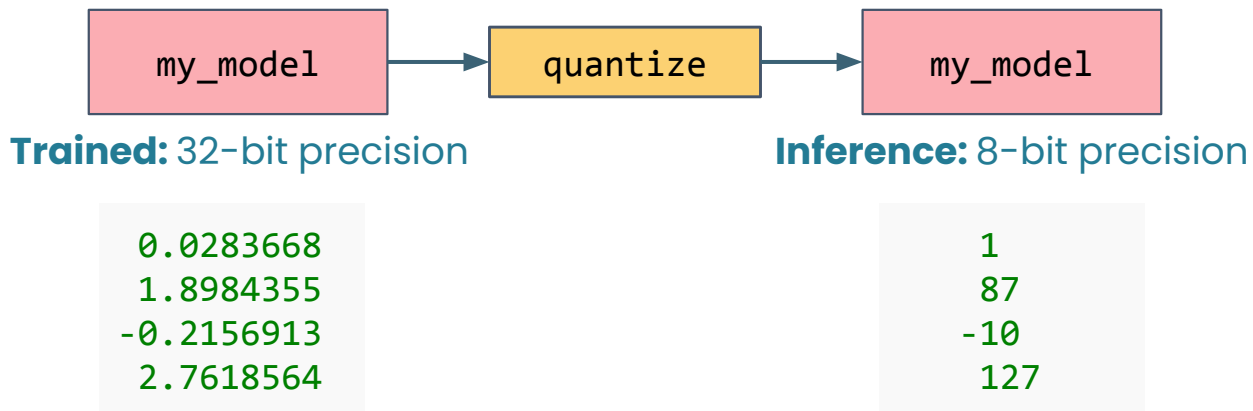 my_model
quantize
my_model
Trained: 32-bit precision
Inference: 8-bit precision
0.0283668
1.8984355
-0.2156913
2.7618564
1
87
-10
127